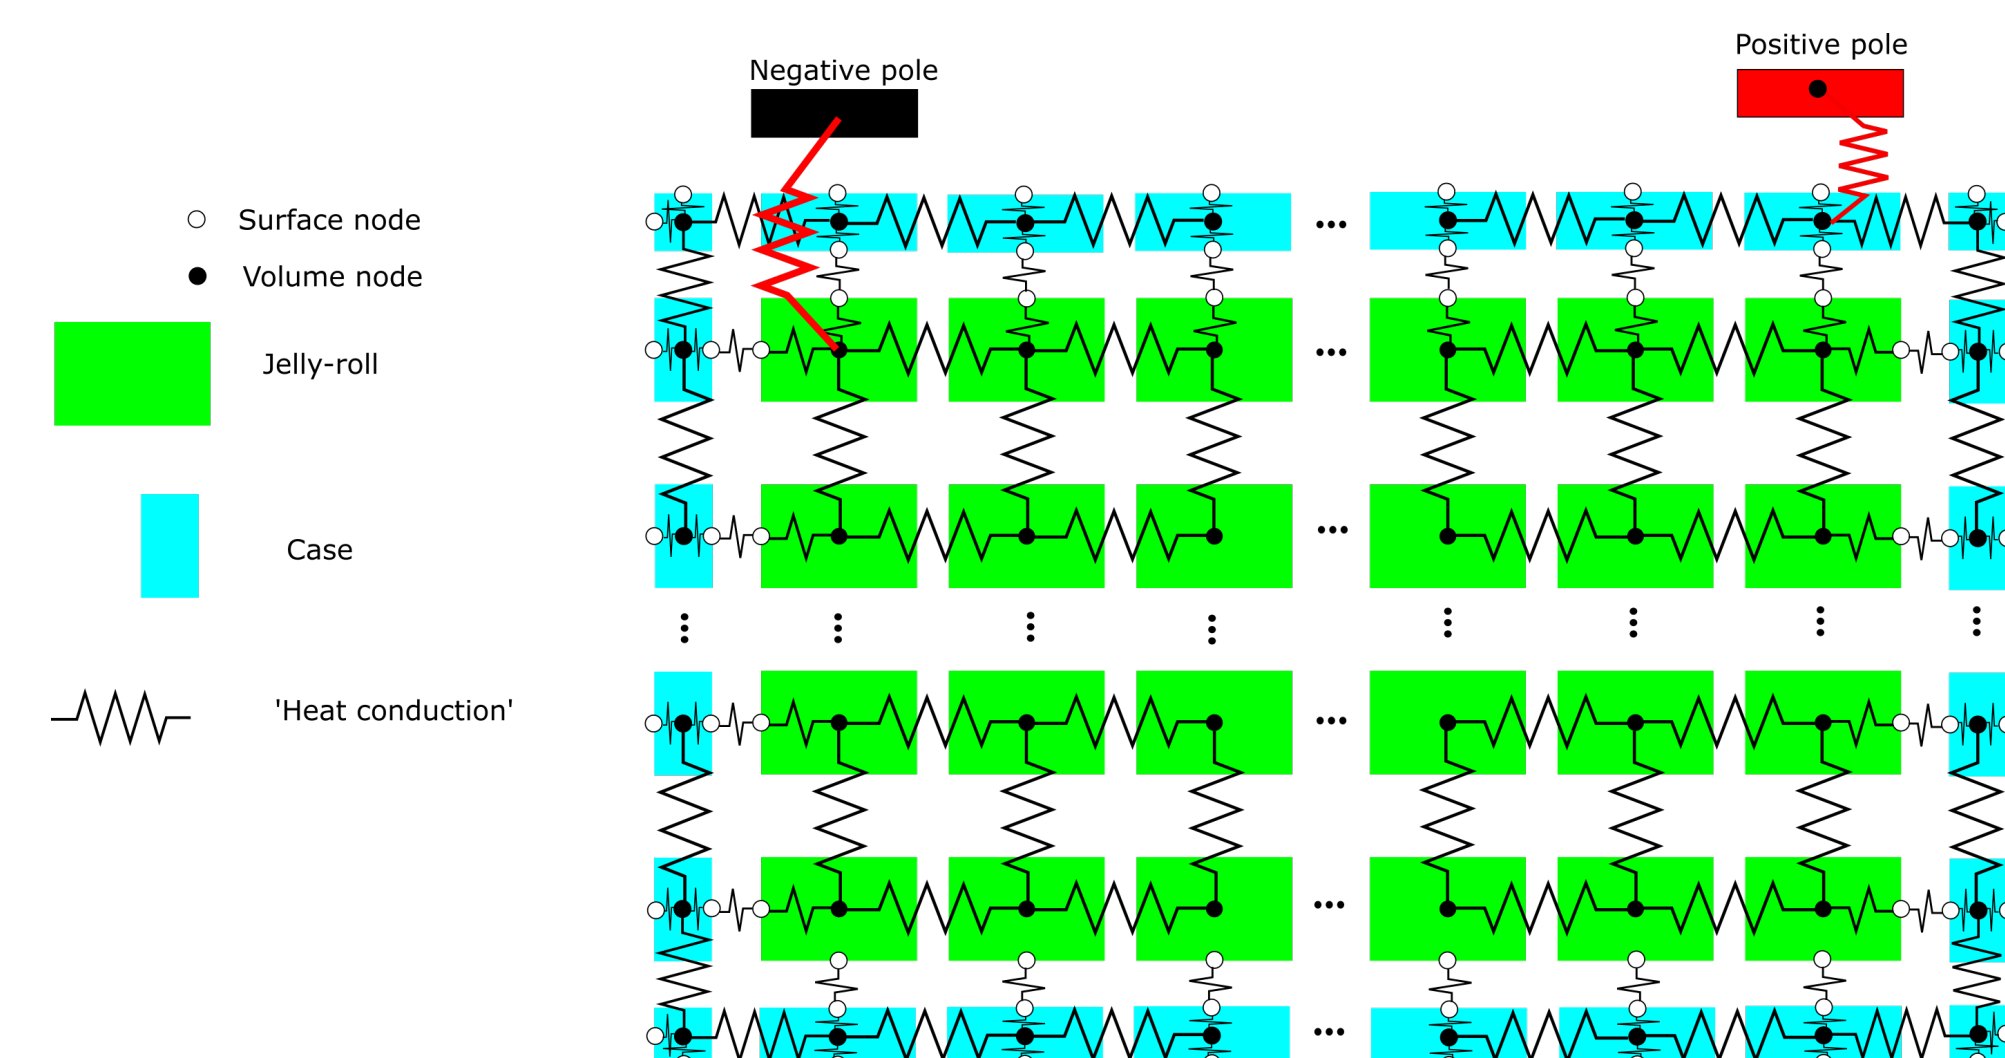 Positive pole
Negative pole
Surface node
Volume node
Jelly-roll
Case
'Heat conduction'